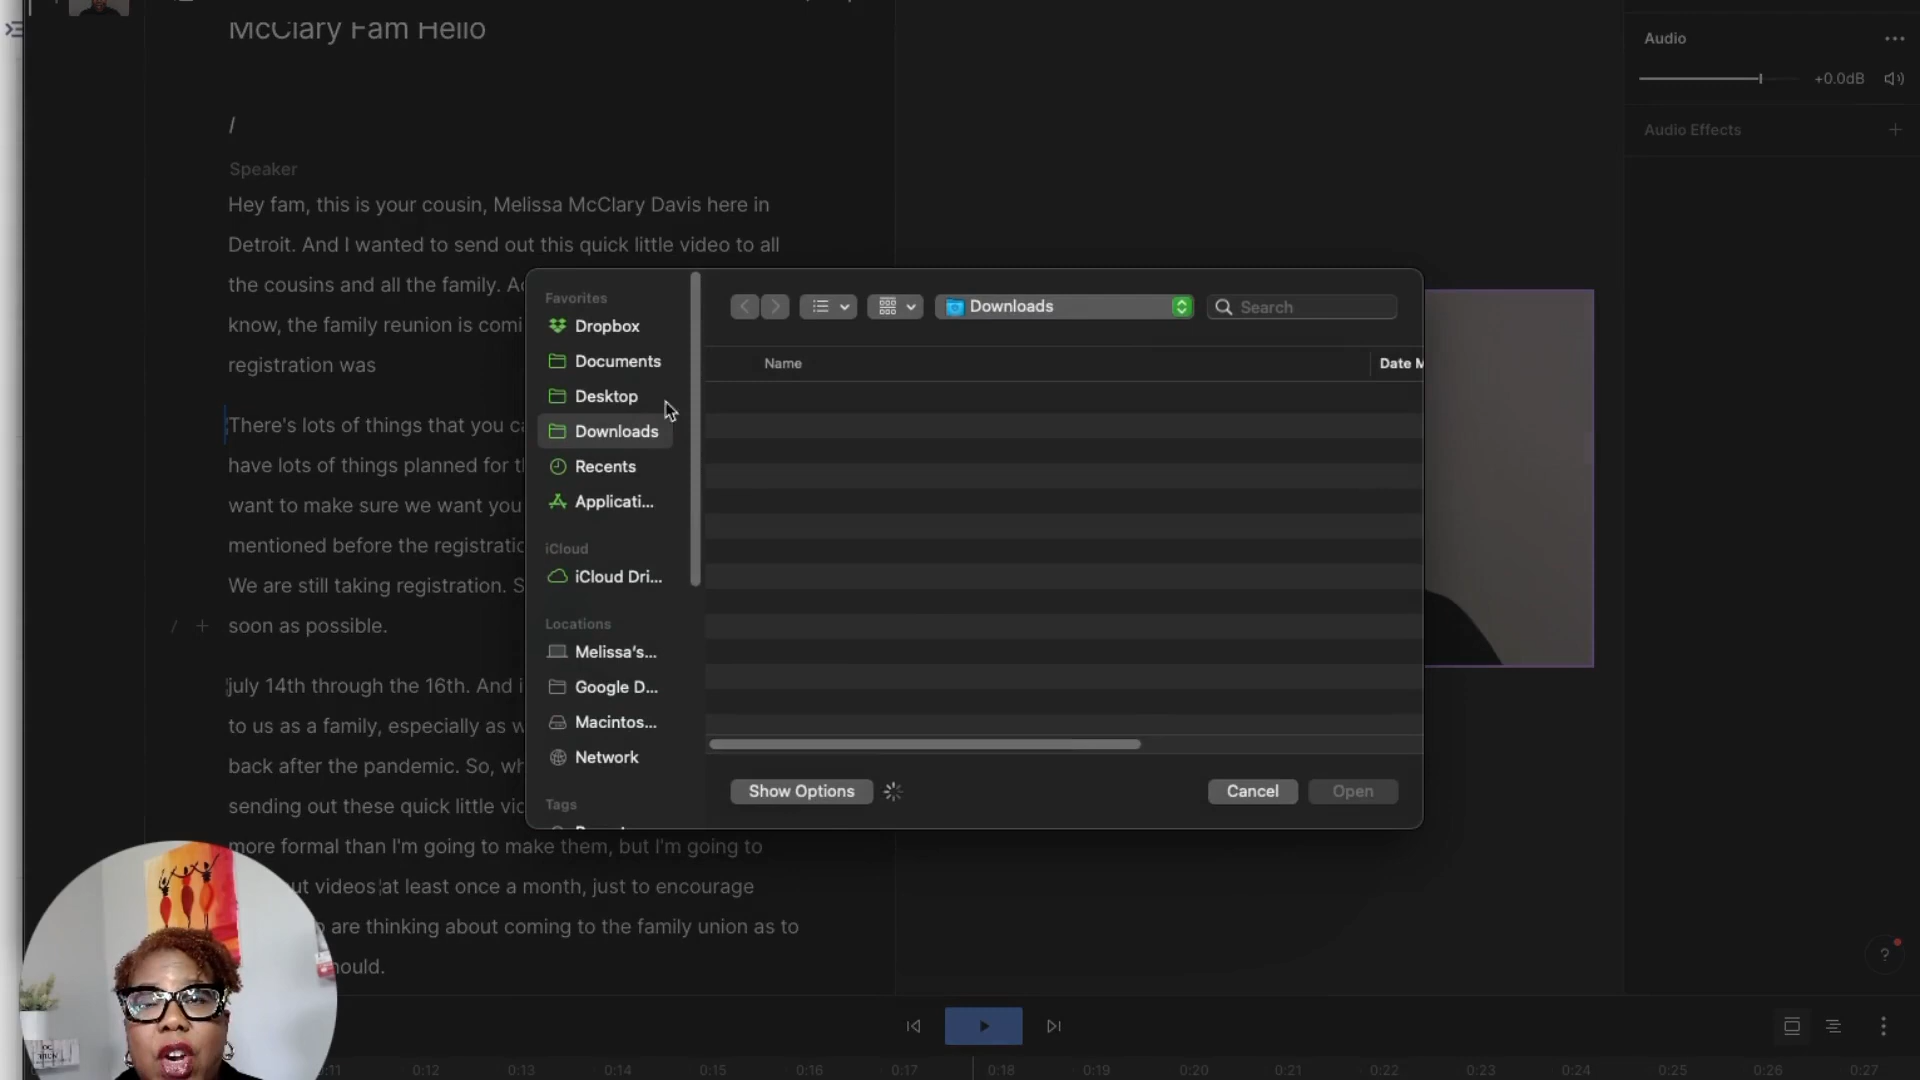 McClary Fam Hello
/
Speaker
Hey fam, this is your cousin, Melissa McClary Davis here in
Detroit. And I wanted to send out this quick little video to all
the cousins and all the family. A
know, the family reunion is comi
registration was
There's lots of things that you ca
have lots of things planned for t
want to make sure we want you
mentioned before the registratio
We are still taking registration. S
/ + soon as possible.
july 14th through the 16th. And i
to us as a family, especially as w
back after the pandemic. So, wh
sending out these quick little vid
more formal than I'm going to make them, but I'm going to
ut videos at least once a month, just to encourage
are thinking about coming to the family union as to
hould.
Favorites
Dropbox
Documents
Desktop
Downloads
Recents
Applicati...
iCloud
iCloud Dri...
Locations
Melissa's...
Google D...
Macintos...
Network
Tags
Downloads
Search
Name
Date M
Show Options
Cancel
Open
Audio
+0.0dB
Audio Effects
?
:11 0:12 0:13 0:14 0:15 0:16 0:17 0:18 0:19 0:20 0:21 0:22 0:23 0:24 0:25 0:26 0:27